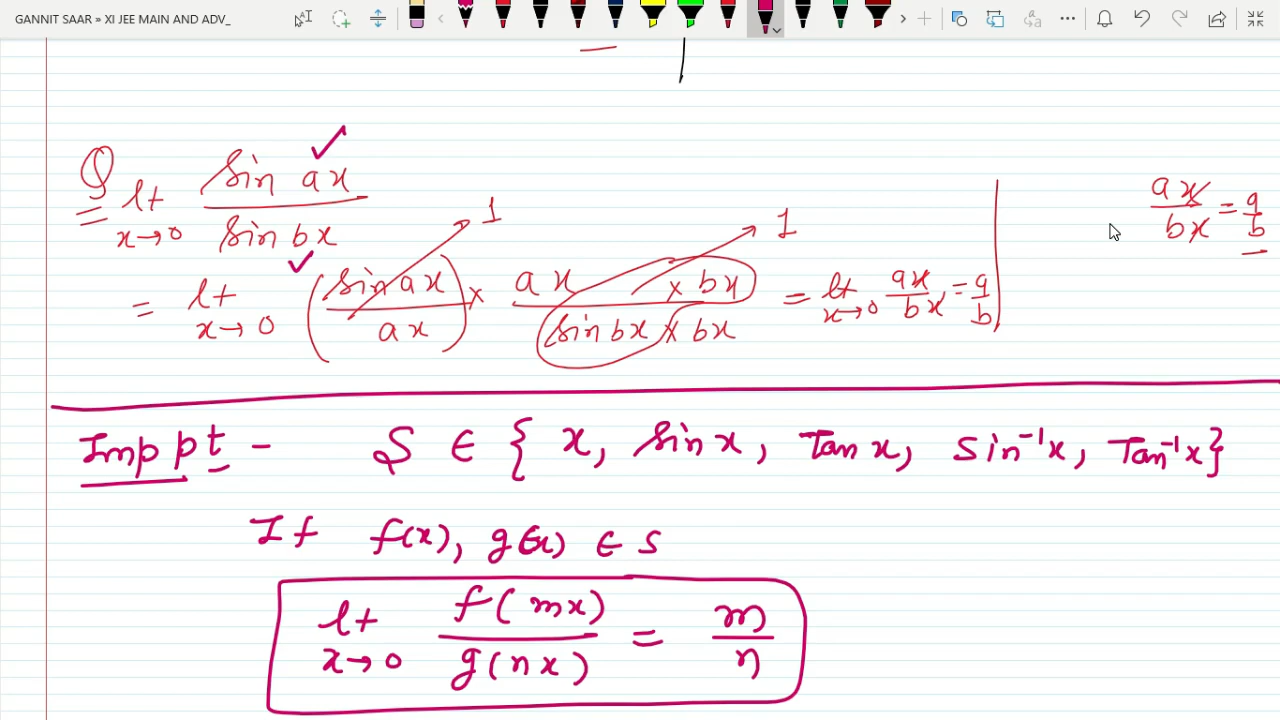 GANNIT SAAR » XI JEE MAIN AND ADV_
Q lt x→0 sin ax / sin bx
= lt x→0 (sin ax / ax) × ax × bx / sin bx × bx = lt x→0 ax / bx = a / b
1
1
ax / bx = a / b
Imp pt - S ∈ { x, sin x, Tan x, sin⁻¹x, Tan⁻¹x}
If f(x), g(x) ∈ S
lt x→0 f(mx) / g(nx) = m / n